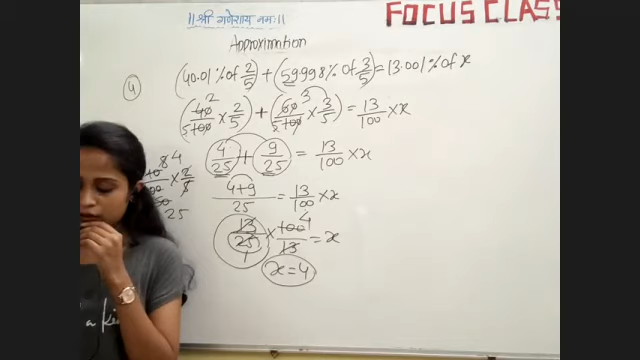 ॥श्री गणेशाय नमः॥
FOCUS CLASS
Approximation
4 (40.01% of 2/5) + (59.998% of 3/5) = 13.001% of x
(40/100 × 2/5) + (60/100 × 3/5) = 13/100 × x
4/25 + 9/25 = 13/100 × x
(4+9)/25 = 13/100 × x
13/25 × 100/13 = x
x = 4